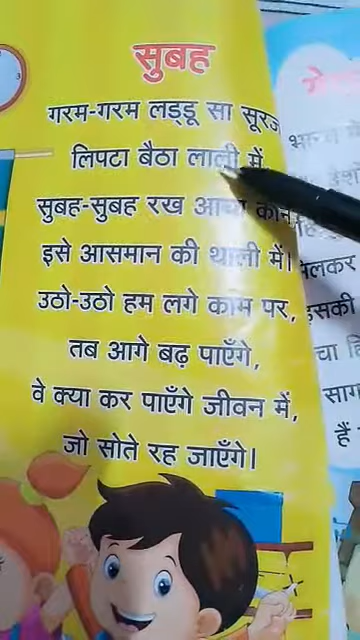 सुबह
गरम-गरम लड्डू सा सूरज
लिपटा बैठा लाली में
सुबह-सुबह रख आया कौन
इसे आसमान की थाली में।
उठो-उठो हम लगे काम पर,
तब आगे बढ़ पाएँगे,
वे क्या कर पाएँगे जीवन में,
जो सोते रह जाएँगे।